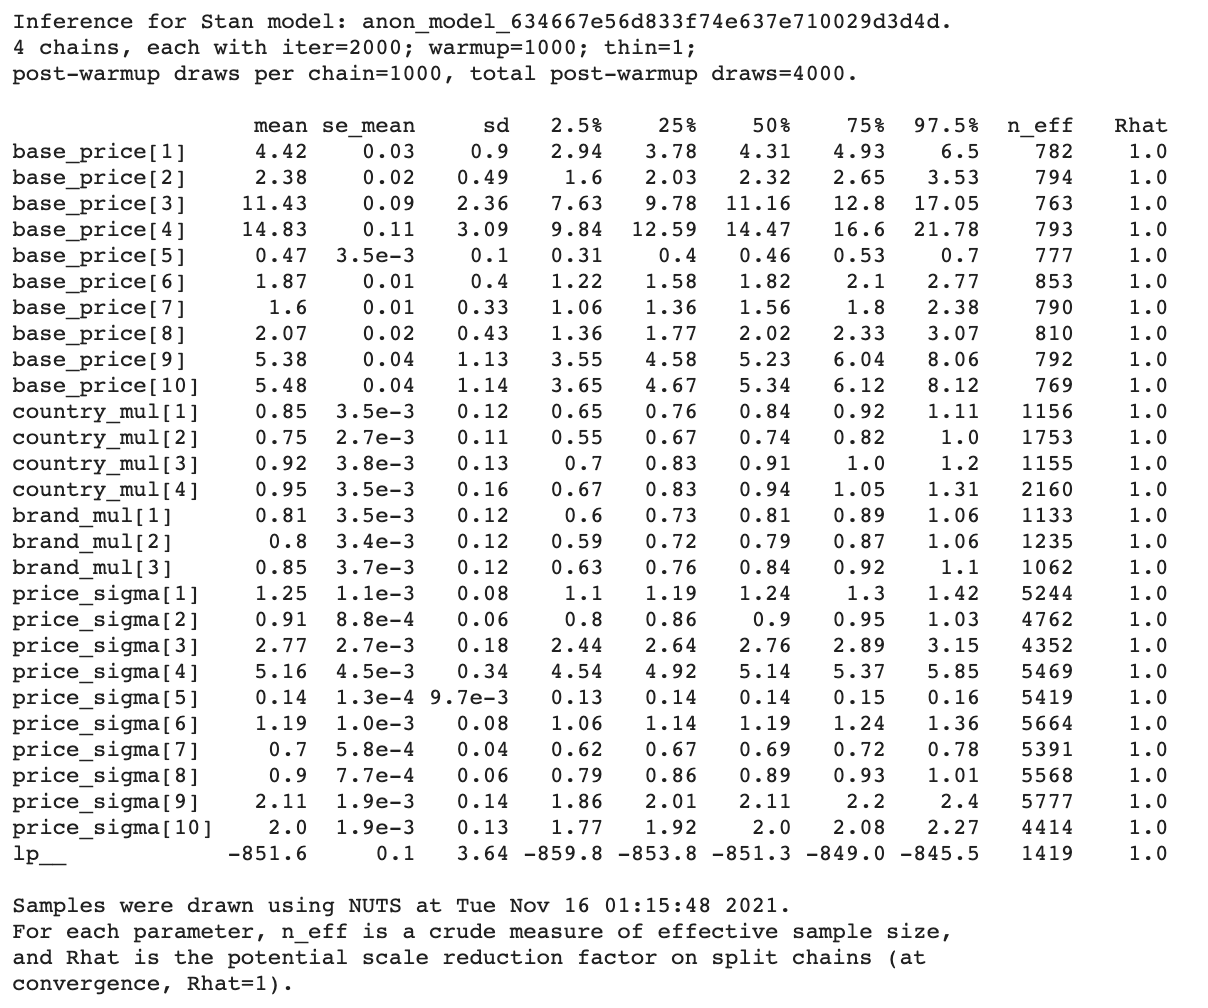 Inference for Stan model: anon_model_634667e56d833f74e637e710029d3d4d.
4 chains, each with iter=2000; warmup=1000; thin=1;
post-warmup draws per chain=1000, total post-warmup draws=4000.
mean se_mean sd 2.5% 25% 50% 75% 97.5% n_eff Rhat
base_price[1] 4.42 0.03 0.9 2.94 3.78 4.31 4.93 6.5 782 1.0
base_price[2] 2.38 0.02 0.49 1.6 2.03 2.32 2.65 3.53 794 1.0
base_price[3] 11.43 0.09 2.36 7.63 9.78 11.16 12.8 17.05 763 1.0
base_price[4] 14.83 0.11 3.09 9.84 12.59 14.47 16.6 21.78 793 1.0
base_price[5] 0.47 3.5e-3 0.1 0.31 0.4 0.46 0.53 0.7 777 1.0
base_price[6] 1.87 0.01 0.4 1.22 1.58 1.82 2.1 2.77 853 1.0
base_price[7] 1.6 0.01 0.33 1.06 1.36 1.56 1.8 2.38 790 1.0
base_price[8] 2.07 0.02 0.43 1.36 1.77 2.02 2.33 3.07 810 1.0
base_price[9] 5.38 0.04 1.13 3.55 4.58 5.23 6.04 8.06 792 1.0
base_price[10] 5.48 0.04 1.14 3.65 4.67 5.34 6.12 8.12 769 1.0
country_mul[1] 0.85 3.5e-3 0.12 0.65 0.76 0.84 0.92 1.11 1156 1.0
country_mul[2] 0.75 2.7e-3 0.11 0.55 0.67 0.74 0.82 1.0 1753 1.0
country_mul[3] 0.92 3.8e-3 0.13 0.7 0.83 0.91 1.0 1.2 1155 1.0
country_mul[4] 0.95 3.5e-3 0.16 0.67 0.83 0.94 1.05 1.31 2160 1.0
brand_mul[1] 0.81 3.5e-3 0.12 0.6 0.73 0.81 0.89 1.06 1133 1.0
brand_mul[2] 0.8 3.4e-3 0.12 0.59 0.72 0.79 0.87 1.06 1235 1.0
brand_mul[3] 0.85 3.7e-3 0.12 0.63 0.76 0.84 0.92 1.1 1062 1.0
price_sigma[1] 1.25 1.1e-3 0.08 1.1 1.19 1.24 1.3 1.42 5244 1.0
price_sigma[2] 0.91 8.8e-4 0.06 0.8 0.86 0.9 0.95 1.03 4762 1.0
price_sigma[3] 2.77 2.7e-3 0.18 2.44 2.64 2.76 2.89 3.15 4352 1.0
price_sigma[4] 5.16 4.5e-3 0.34 4.54 4.92 5.14 5.37 5.85 5469 1.0
price_sigma[5] 0.14 1.3e-4 9.7e-3 0.13 0.14 0.14 0.15 0.16 5419 1.0
price_sigma[6] 1.19 1.0e-3 0.08 1.06 1.14 1.19 1.24 1.36 5664 1.0
price_sigma[7] 0.7 5.8e-4 0.04 0.62 0.67 0.69 0.72 0.78 5391 1.0
price_sigma[8] 0.9 7.7e-4 0.06 0.79 0.86 0.89 0.93 1.01 5568 1.0
price_sigma[9] 2.11 1.9e-3 0.14 1.86 2.01 2.11 2.2 2.4 5777 1.0
price_sigma[10] 2.0 1.9e-3 0.13 1.77 1.92 2.0 2.08 2.27 4414 1.0
lp__ -851.6 0.1 3.64 -859.8 -853.8 -851.3 -849.0 -845.5 1419 1.0
Samples were drawn using NUTS at Tue Nov 16 01:15:48 2021.
For each parameter, n_eff is a crude measure of effective sample size,
and Rhat is the potential scale reduction factor on split chains (at
convergence, Rhat=1).